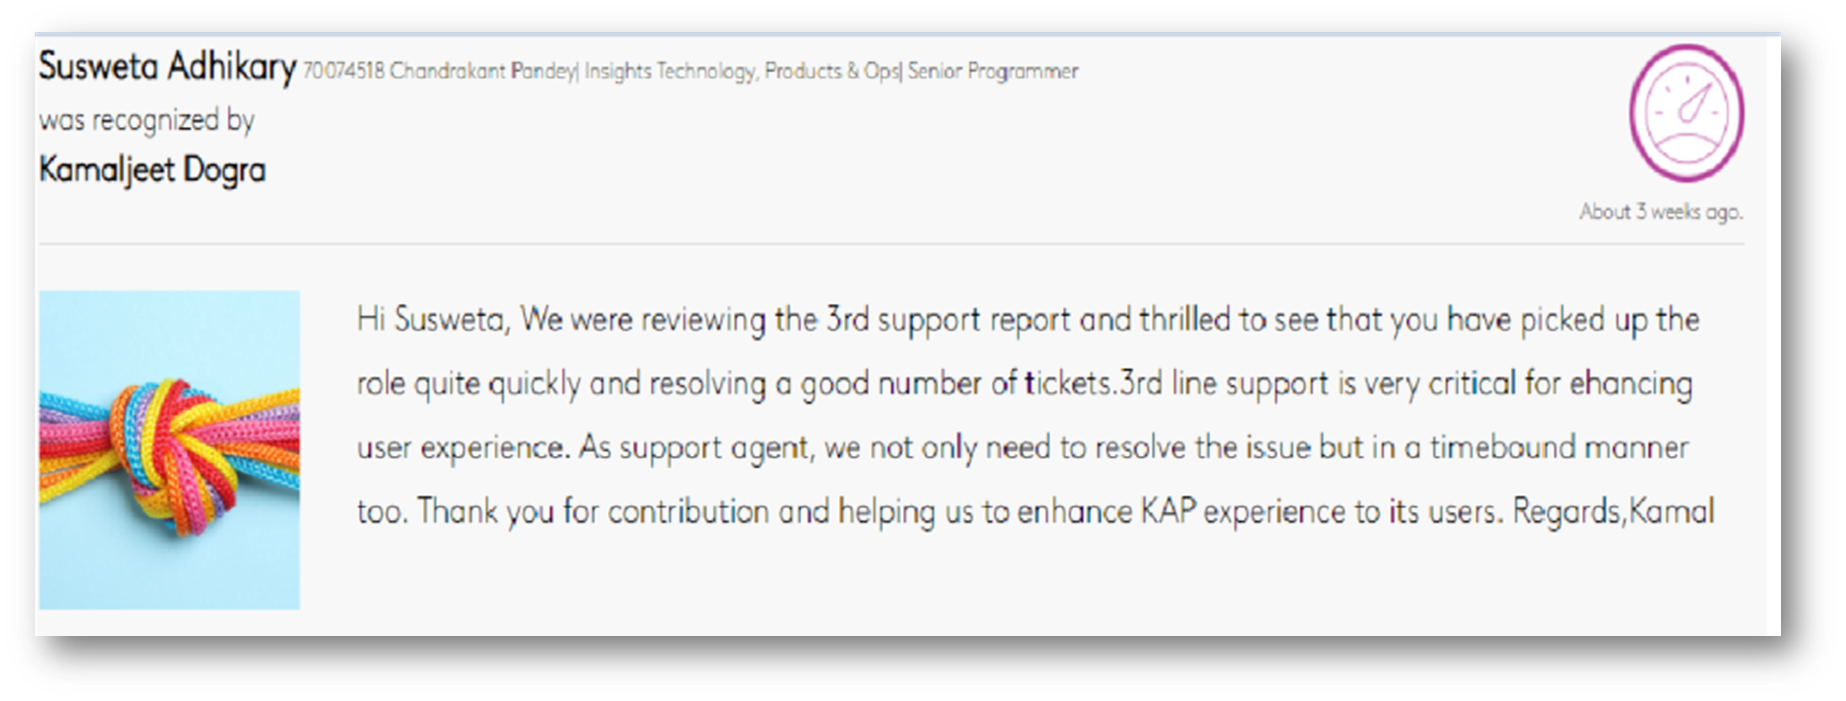 Susweta Adhikary 70074518 Chandrakant Pandey| Insights Technology, Products & Ops| Senior Programmer
was recognized by
Kamaljeet Dogra
About 3 weeks ago.
Hi Susweta, We were reviewing the 3rd support report and thrilled to see that you have picked up the
role quite quickly and resolving a good number of tickets.3rd line support is very critical for ehancing
user experience. As support agent, we not only need to resolve the issue but in a timebound manner
too. Thank you for contribution and helping us to enhance KAP experience to its users. Regards,Kamal